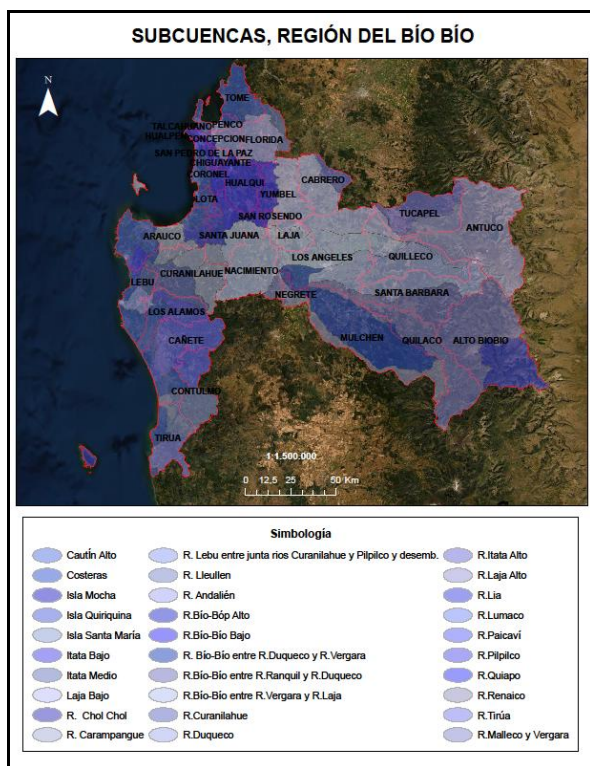 SUBCUENCAS, REGIÓN DEL BÍO BÍO
N
TOME
TALCAHUANO
PENCO
HUALPEN
CONCEPCION
FLORIDA
SAN PEDRO DE LA PAZ
CHIGUAYANTE
CORONEL
HUALQUI
CABRERO
LOTA
YUMBEL
TUCAPEL
SAN ROSENDO
ANTUCO
ARAUCO
SANTA JUANA
LAJA
LOS ANGELES
QUILLECO
CURANILAHUE
NACIMIENTO
LEBU
NEGRETE
SANTA BARBARA
LOS ALAMOS
CAÑETE
MULCHEN
QUILACO
ALTO BIOBIO
CONTULMO
TIRUA
1:1.500.000
0 12,5 25 50 Km
Simbología
Cautín Alto
Costeras
Isla Mocha
Isla Quiriquina
Isla Santa María
Itata Bajo
Itata Medio
Laja Bajo
R. Chol Chol
R. Carampangue
R. Lebu entre junta rios Curanilahue y Pilpilco y desemb.
R. Lleullen
R. Andalién
R.Bío-Bóp Alto
R.Bío-Bío Bajo
R. Bío-Bío entre R.Duqueco y R.Vergara
R.Bío-Bío entre R.Ranquil y R.Duqueco
R.Bío-Bío entre R.Vergara y R.Laja
R.Curanilahue
R.Duqueco
R.Itata Alto
R.Laja Alto
R.Lia
R.Lumaco
R.Paicaví
R.Pilpilco
R.Quiapo
R.Renaico
R.Tirúa
R.Malleco y Vergara